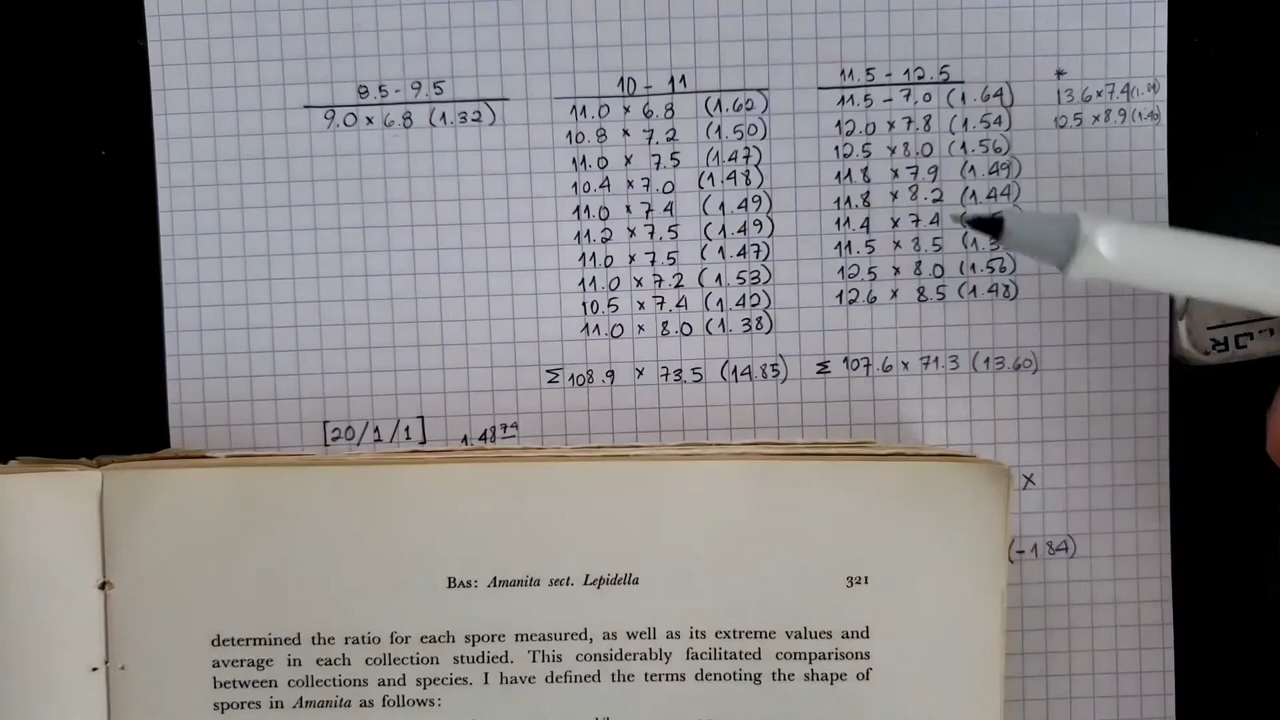 8.5 - 9.5
9.0 × 6.8 (1.32)
10 - 11
11.0 × 6.8 (1.62)
10.8 × 7.2 (1.50)
11.0 × 7.5 (1.47)
10.4 × 7.0 (1.48)
11.0 × 7.4 (1.49)
11.2 × 7.5 (1.49)
11.0 × 7.5 (1.47)
11.0 × 7.2 (1.53)
10.5 × 7.4 (1.42)
11.0 × 8.0 (1.38)
Σ 108.9 × 73.5 (14.85)
11.5 - 12.5
11.5 - 7.0 (1.64)
12.0 × 7.8 (1.54)
12.5 × 8.0 (1.56)
11.8 × 7.9 (1.49)
11.8 × 8.2 (1.44)
11.4 × 7.4
11.5 × 8.5 (1.3
12.5 × 8.0 (1.56)
12.6 × 8.5 (1.48)
Σ 107.6 × 71.3 (13.60)
*
13.6 × 7.4
12.5 × 8.9 (1.40)
[20/1/1] 1.4874
×
(-1.84)
BAS: Amanita sect. Lepidella 321
determined the ratio for each spore measured, as well as its extreme values and
average in each collection studied. This considerably facilitated comparisons
between collections and species. I have defined the terms denoting the shape of
spores in Amanita as follows: